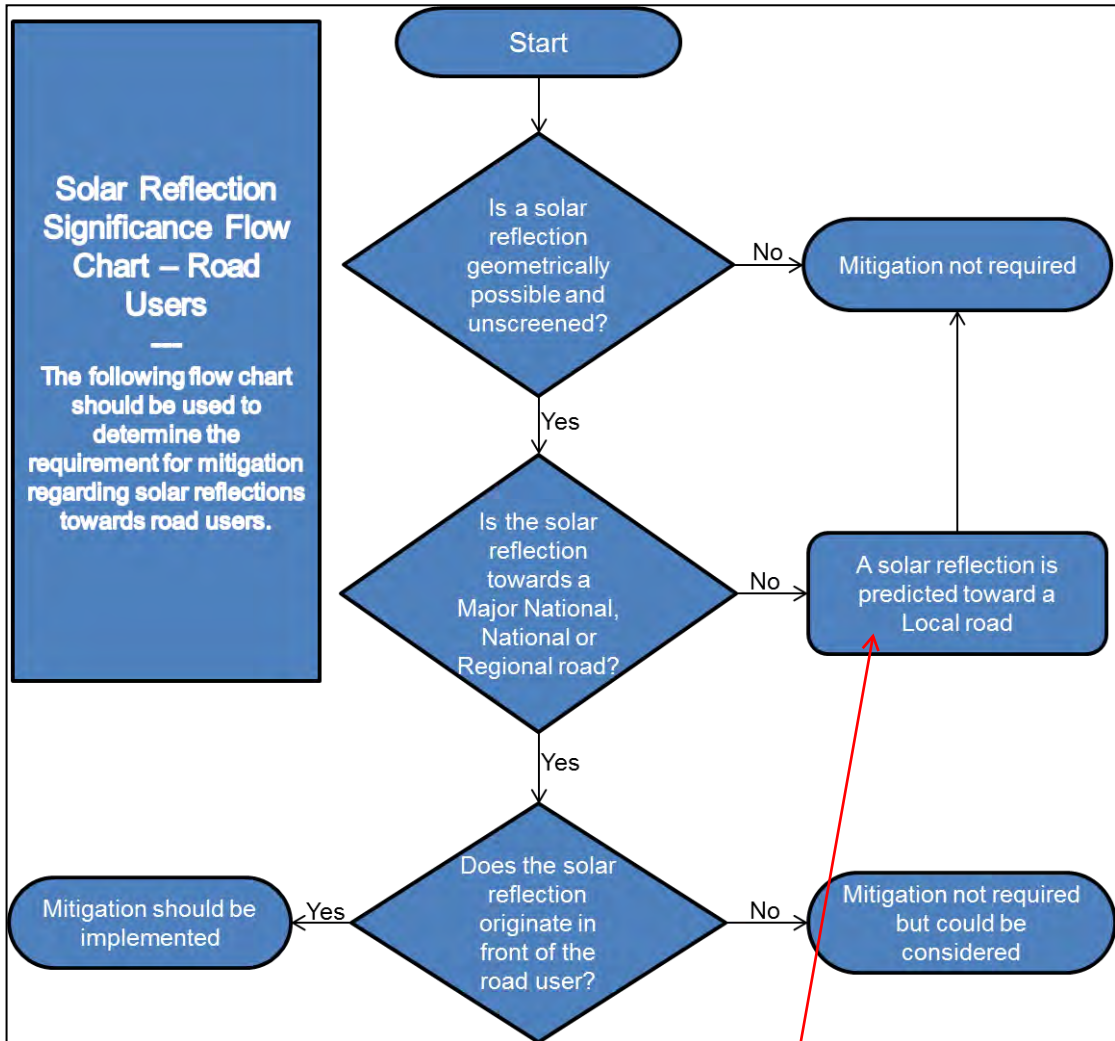 Solar Reflection
Significance Flow
Chart – Road
Users
—
The following flow chart
should be used to
determine the
requirement for mitigation
regarding solar reflections
towards road users.
Start
Is a solar
reflection
geometrically
possible and
unscreened?
No
Mitigation not required
Yes
Is the solar
reflection
towards a
Major National,
National or
Regional road?
No
A solar reflection is
predicted toward a
Local road
Yes
Does the solar
reflection
originate in
front of the
road user?
Yes
Mitigation should be
implemented
No
Mitigation not required
but could be
considered